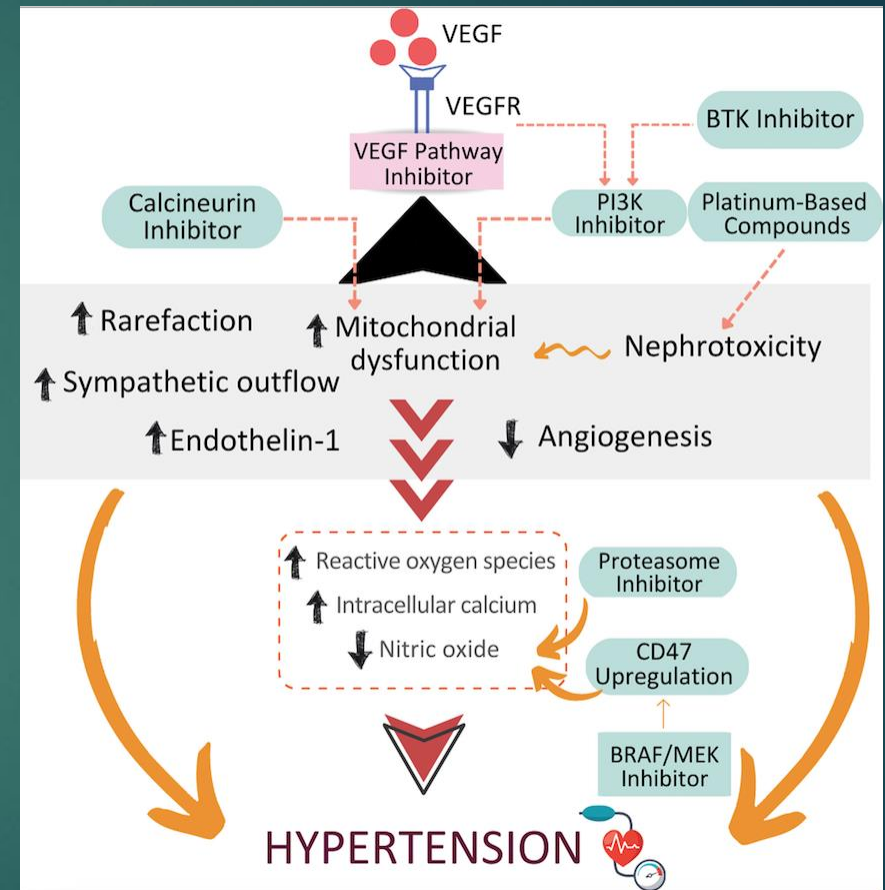 VEGF
VEGFR
VEGF Pathway
Inhibitor
BTK Inhibitor
Calcineurin
Inhibitor
PI3K
Inhibitor
Platinum-Based
Compounds
Rarefaction
Mitochondrial
dysfunction
Nephrotoxicity
Sympathetic outflow
Endothelin-1
Angiogenesis
Reactive oxygen species
Intracellular calcium
Nitric oxide
Proteasome
Inhibitor
CD47
Upregulation
BRAF/MEK
Inhibitor
HYPERTENSION